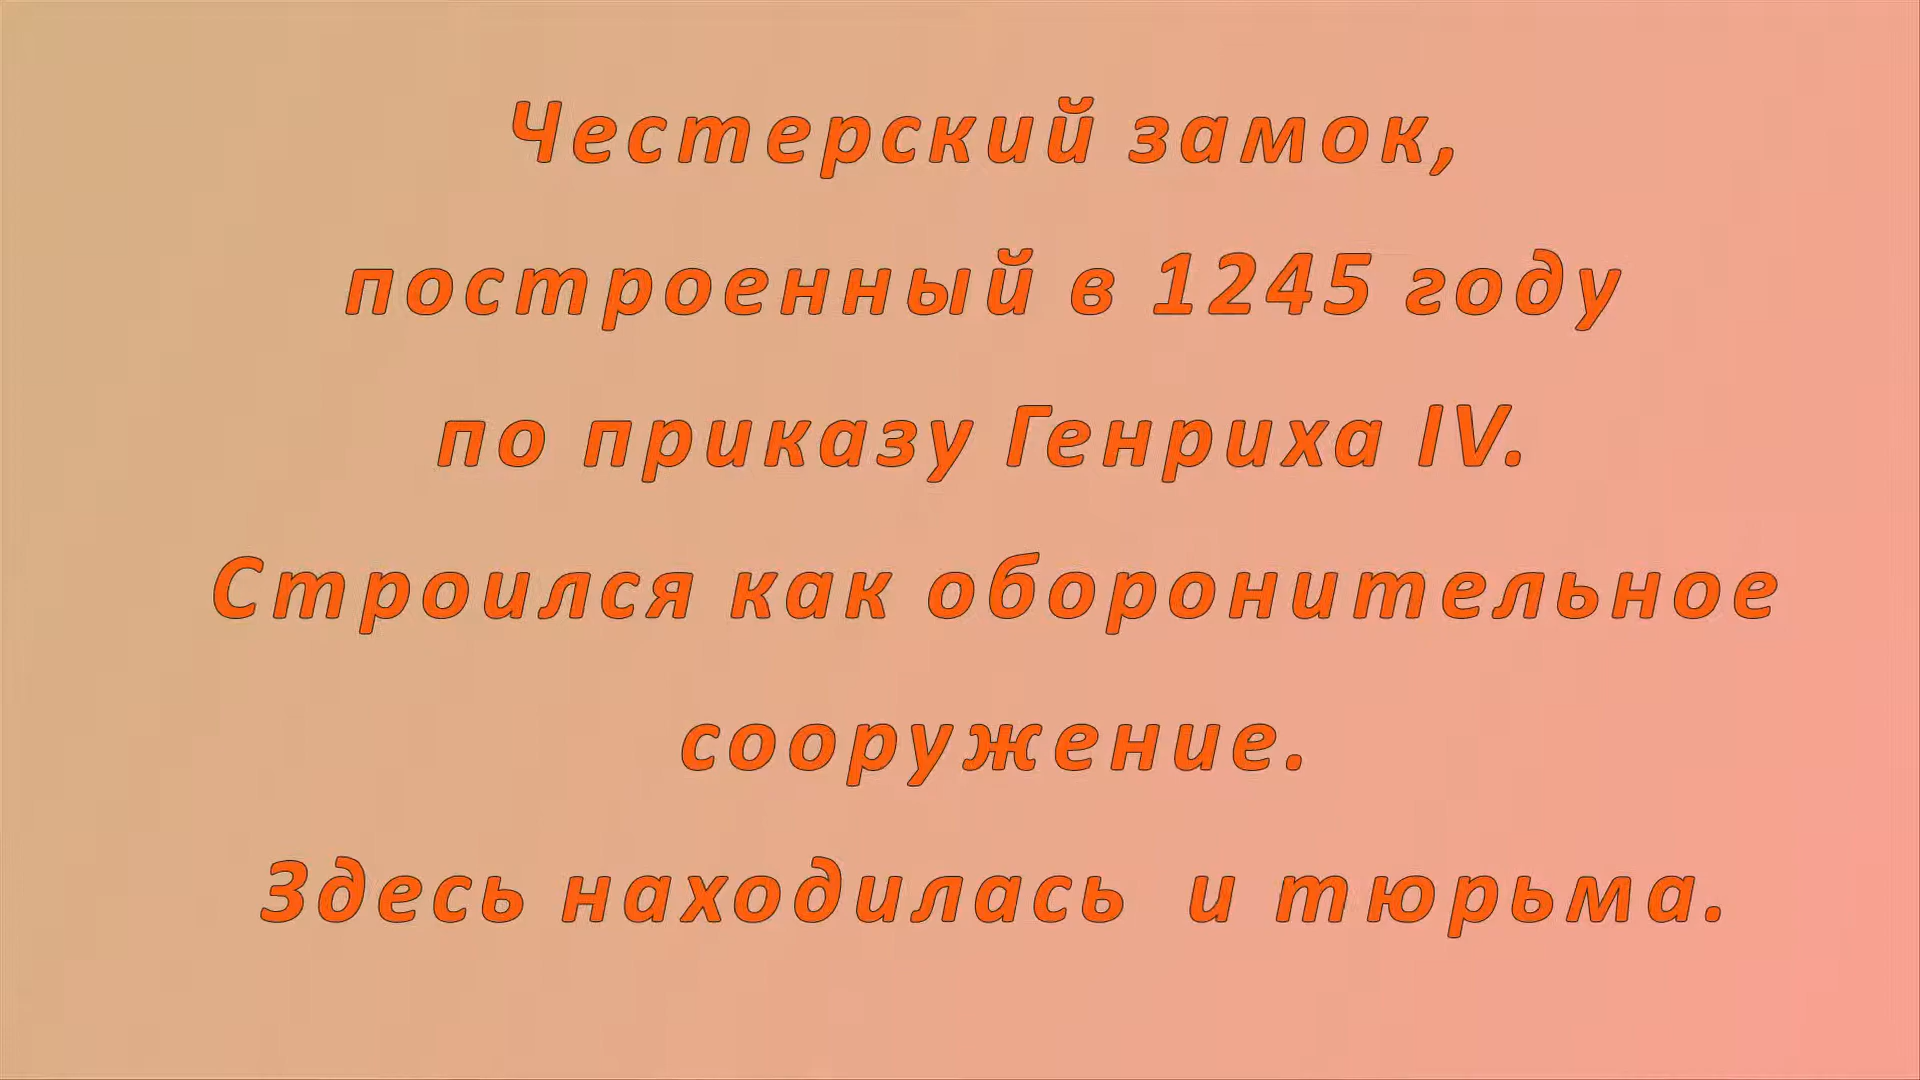 Честерский замок,
построенный в 1245 году
по приказу Генриха IV.
Строился как оборонительное
сооружение.
Здесь находилась  и тюрьма.